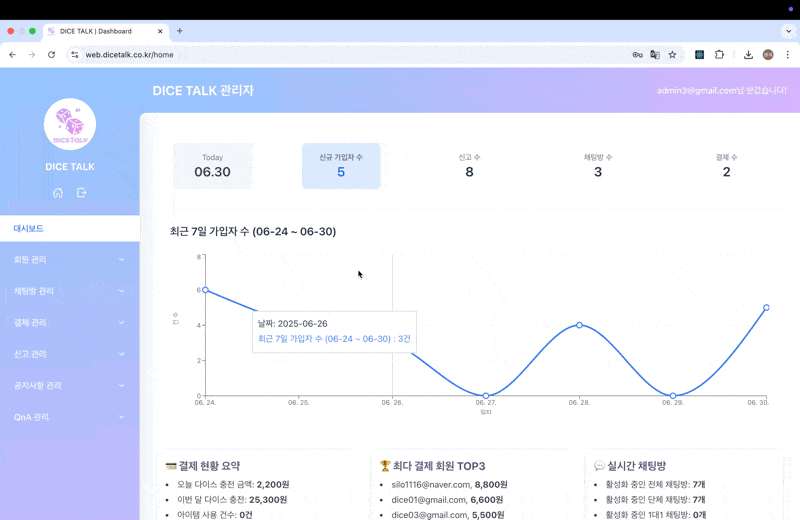 DICE TALK | Dashboard
web.dicetalk.co.kr/home
DICE TALK 관리자
admin3@gmail.com님 반갑습니다!
DICE TALK
DICE TALK
대시보드
회원 관리
채팅방 관리
결제 관리
신고 관리
공지사항 관리
QnA 관리
Today
06.30
신규 가입자 수
5
신고 수
8
채팅방 수
3
결제 수
2
최근 7일 가입자 수 (06-24 ~ 06-30)
8
6
4
2
0
건 수
날짜: 2025-06-26
최근 7일 가입자 수 (06-24 ~ 06-30) : 3건
06. 24.
06. 25.
06. 26.
06. 27.
06. 28.
06. 29.
06. 30.
일자
결제 현황 요약
• 오늘 다이스 충전 금액: 2,200원
• 이번 달 다이스 충전: 25,300원
• 아이템 사용 건수: 0건
최다 결제 회원 TOP3
• silo1116@naver.com, 8,800원
• dice01@gmail.com, 6,600원
• dice03@gmail.com, 5,500원
실시간 채팅방
• 활성화 중인 전체 채팅방: 7개
• 활성화 중인 단체 채팅방: 7개
• 활성화 중인 1대1 채팅방: 0개